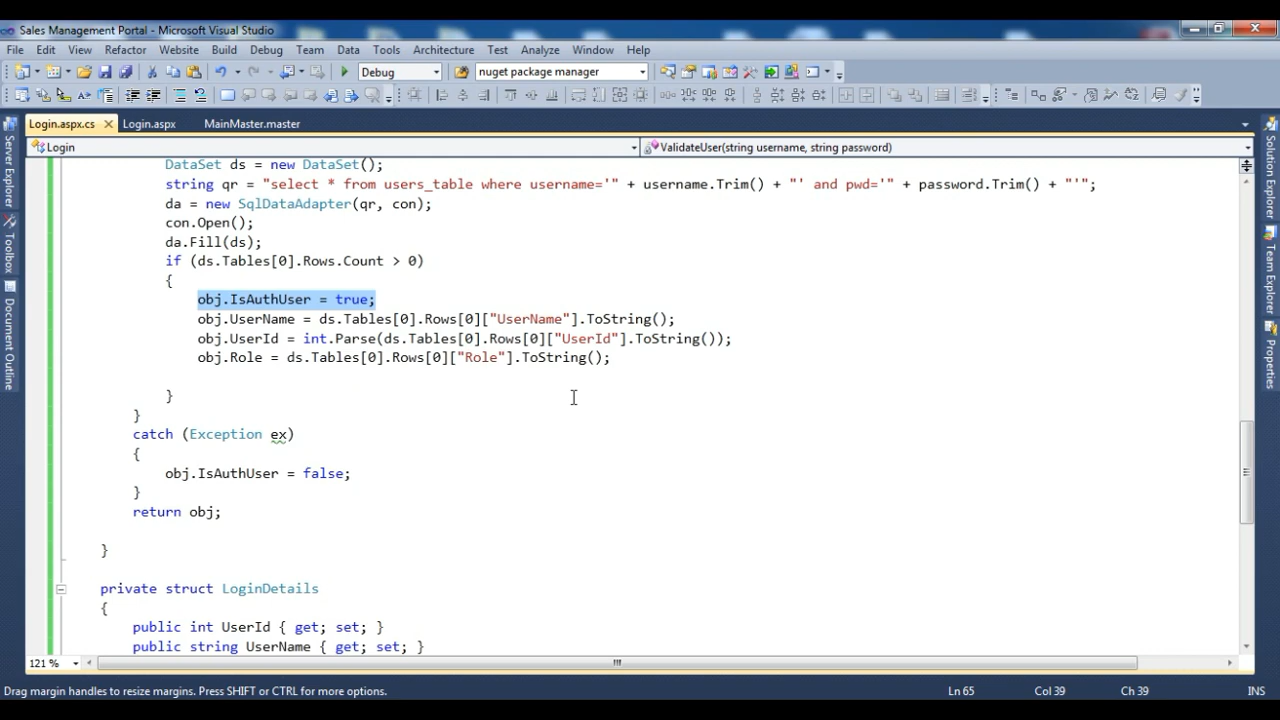 Sales Management Portal - Microsoft Visual Studio
File Edit View Refactor Website Build Debug Team Data Tools Architecture Test Analyze Window Help
Debug nuget package manager
Login.aspx.cs Login.aspx MainMaster.master
Login ValidateUser(string username, string password)
DataSet ds = new DataSet();
string qr = "select * from users_table where username='" + username.Trim() + "' and pwd='" + password.Trim() + "'";
da = new SqlDataAdapter(qr, con);
con.Open();
da.Fill(ds);
if (ds.Tables[0].Rows.Count > 0)
{
obj.IsAuthUser = true;
obj.UserName = ds.Tables[0].Rows[0]["UserName"].ToString();
obj.UserId = int.Parse(ds.Tables[0].Rows[0]["UserId"].ToString());
obj.Role = ds.Tables[0].Rows[0]["Role"].ToString();
}
}
catch (Exception ex)
{
obj.IsAuthUser = false;
}
return obj;
}
private struct LoginDetails
{
public int UserId { get; set; }
public string UserName { get; set; }
121 %
Drag margin handles to resize margins. Press SHIFT or CTRL for more options. Ln 65 Col 39 Ch 39 INS
Server Explorer
Toolbox
Document Outline
Solution Explorer
Team Explorer
Properties